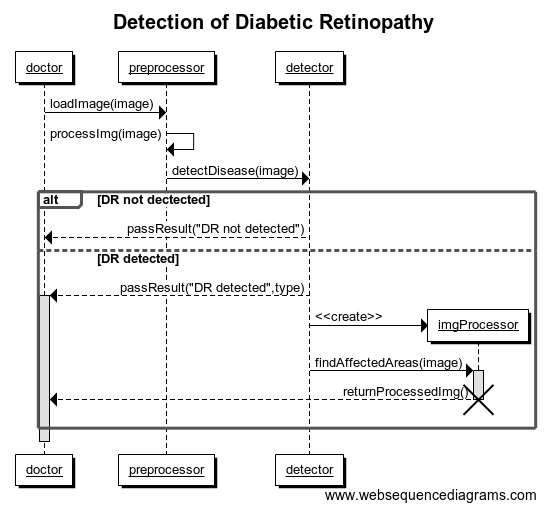 Detection of Diabetic Retinopathy
doctor preprocessor detector
loadImage(image)
processImg(image)
detectDisease(image)
alt [DR not dectected]
passResult("DR not detected")
[DR detected]
passResult("DR detected",type)
<<create>> imgProcessor
findAffectedAreas(image)
returnProcessedImg()
doctor preprocessor detector
www.websequencediagrams.com